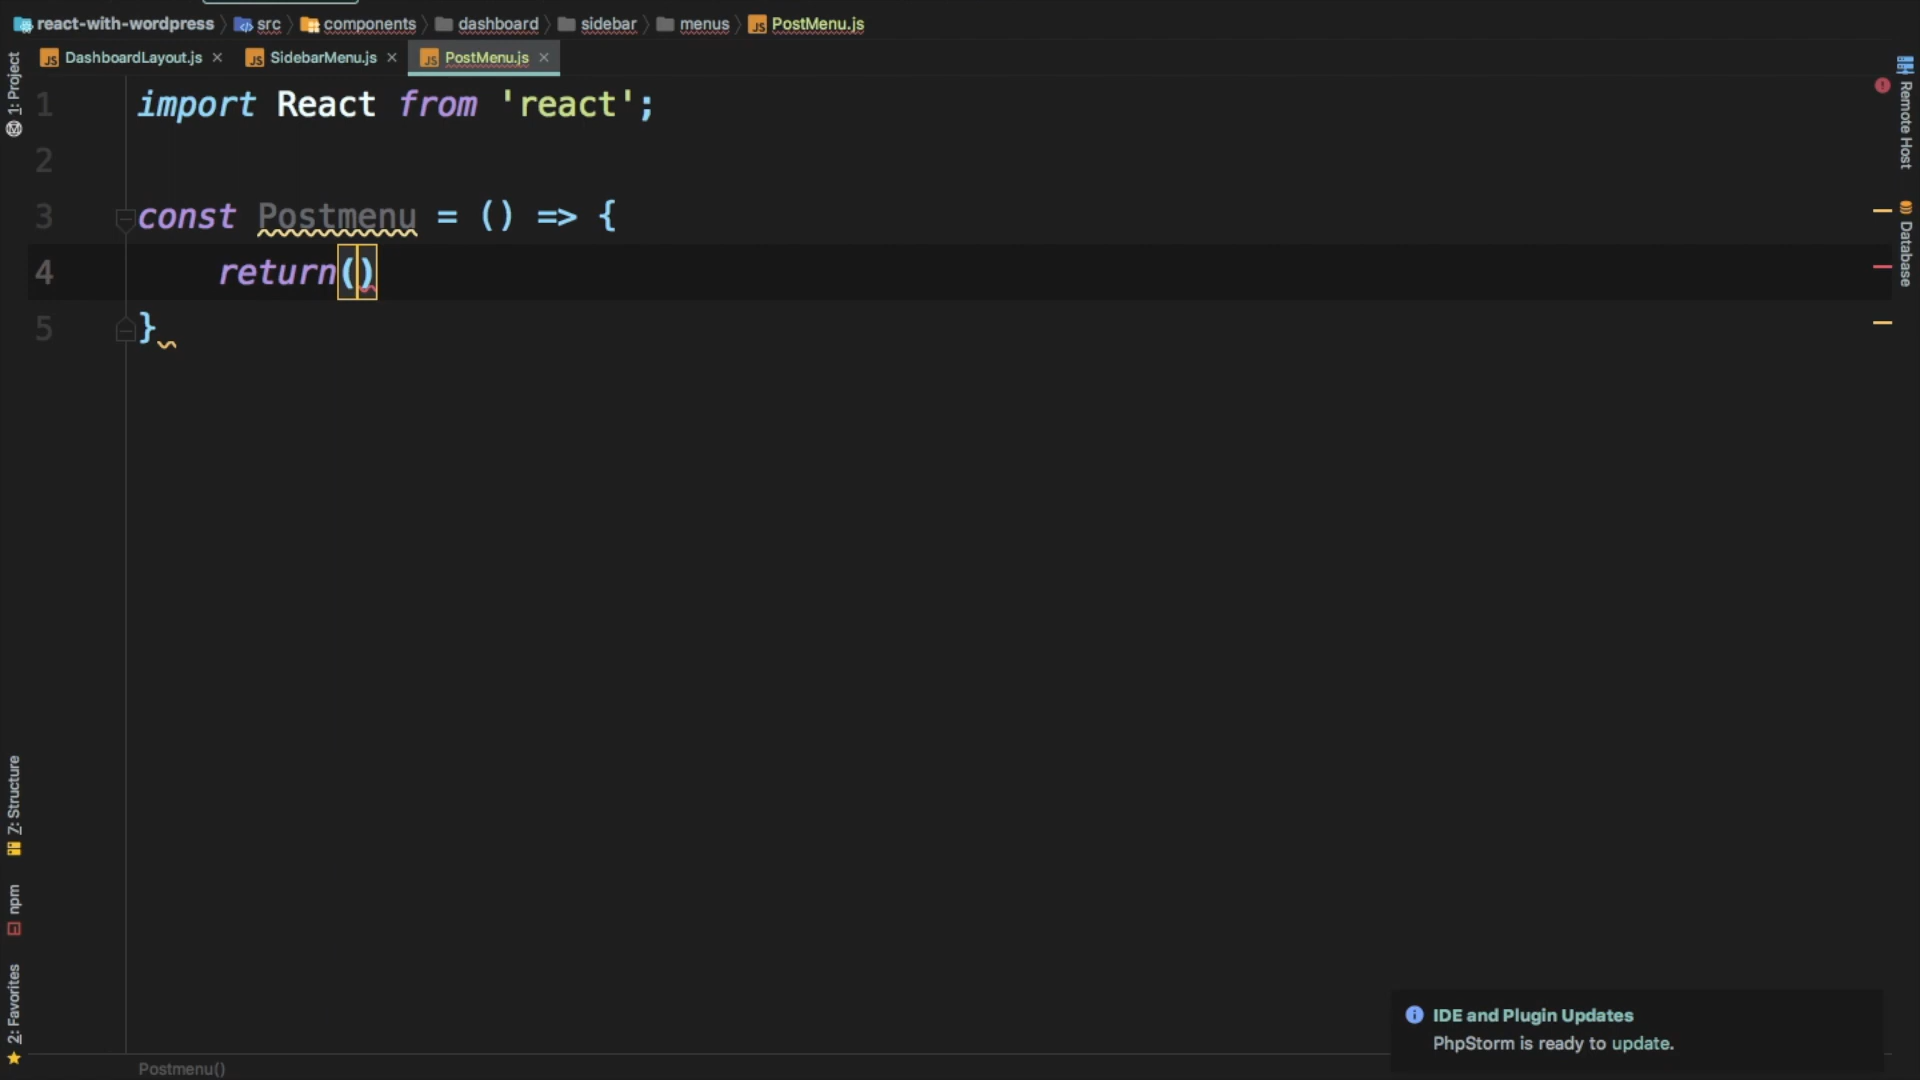 react-with-wordpress src components dashboard sidebar menus PostMenu.js
DashboardLayout.js SidebarMenu.js PostMenu.js
1 import React from 'react';
2
3 const Postmenu = () => {
4 return()
5 }
1: Project
Z: Structure
npm
2: Favorites
Remote Host
Database
IDE and Plugin Updates
PhpStorm is ready to update.
Postmenu()